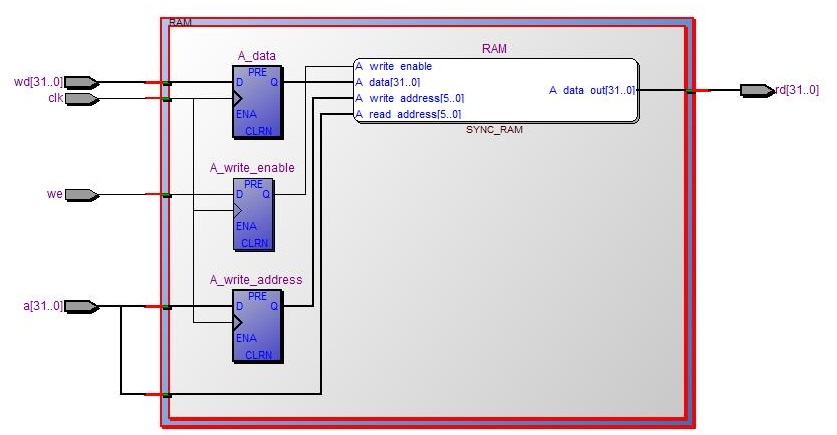 RAM
A_data
PRE
D Q
ENA
CLRN
wd[31..0]
clk
RAM
A write enable
A data[31..0]
A write address[5..0]
A read address[5..0]
A data out[31..0]
SYNC_RAM
rd[31..0]
A_write_enable
PRE
D Q
ENA
CLRN
we
A_write_address
PRE
D Q
ENA
CLRN
a[31..0]